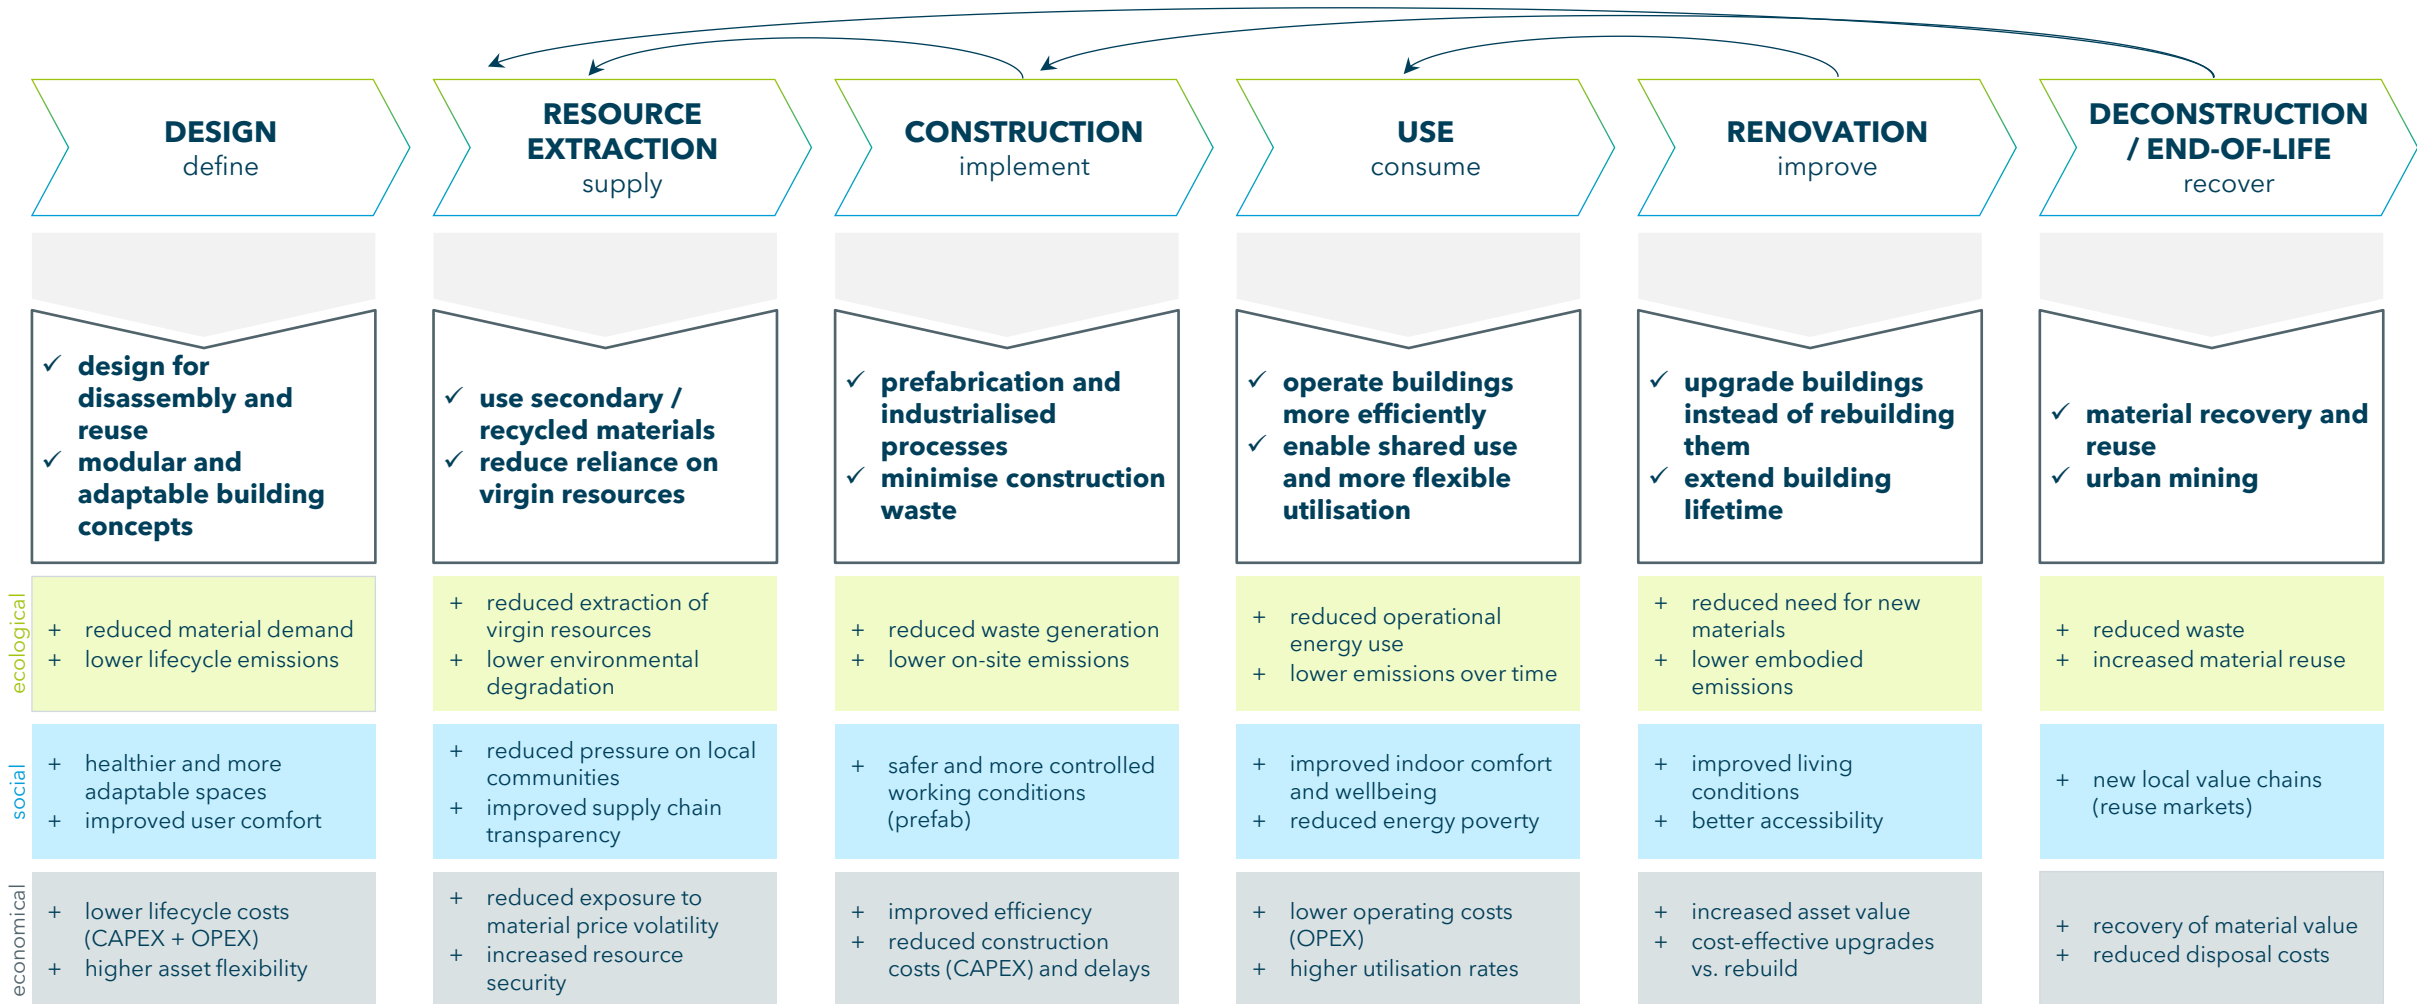 DESIGN
define
RESOURCE
EXTRACTION
supply
CONSTRUCTION
implement
USE
consume
RENOVATION
improve
DECONSTRUCTION
/ END-OF-LIFE
recover
✓ design for
disassembly and
reuse
✓ modular and
adaptable building
concepts
✓ use secondary /
recycled materials
✓ reduce reliance on
virgin resources
✓ prefabrication and
industrialised
processes
✓ minimise construction
waste
✓ operate buildings
more efficiently
✓ enable shared use
and more flexible
utilisation
✓ upgrade buildings
instead of rebuilding
them
✓ extend building
lifetime
✓ material recovery and
reuse
✓ urban mining
ecological
+ reduced material demand
+ lower lifecycle emissions
+ reduced extraction of
virgin resources
+ lower environmental
degradation
+ reduced waste generation
+ lower on-site emissions
+ reduced operational
energy use
+ lower emissions over time
+ reduced need for new
materials
+ lower embodied
emissions
+ reduced waste
+ increased material reuse
social
+ healthier and more
adaptable spaces
+ improved user comfort
+ reduced pressure on local
communities
+ improved supply chain
transparency
+ safer and more controlled
working conditions
(prefab)
+ improved indoor comfort
and wellbeing
+ reduced energy poverty
+ improved living
conditions
+ better accessibility
+ new local value chains
(reuse markets)
economical
+ lower lifecycle costs
(CAPEX + OPEX)
+ higher asset flexibility
+ reduced exposure to
material price volatility
+ increased resource
security
+ improved efficiency
+ reduced construction
costs (CAPEX) and delays
+ lower operating costs
(OPEX)
+ higher utilisation rates
+ increased asset value
+ cost-effective upgrades
vs. rebuild
+ recovery of material value
+ reduced disposal costs